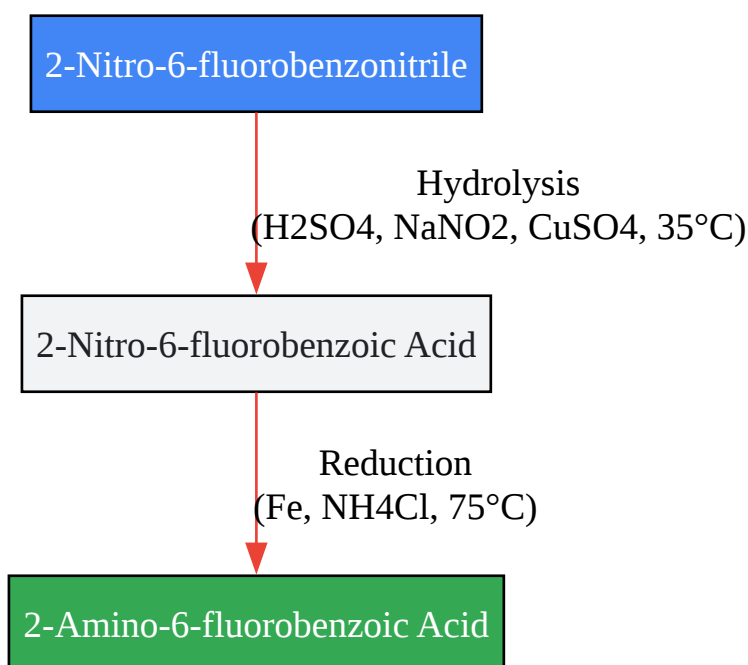 2-Nitro-6-fluorobenzonitrile
Hydrolysis
(H2SO4, NaNO2, CuSO4, 35°C)
2-Nitro-6-fluorobenzoic Acid
Reduction
(Fe, NH4Cl, 75°C)
2-Amino-6-fluorobenzoic Acid